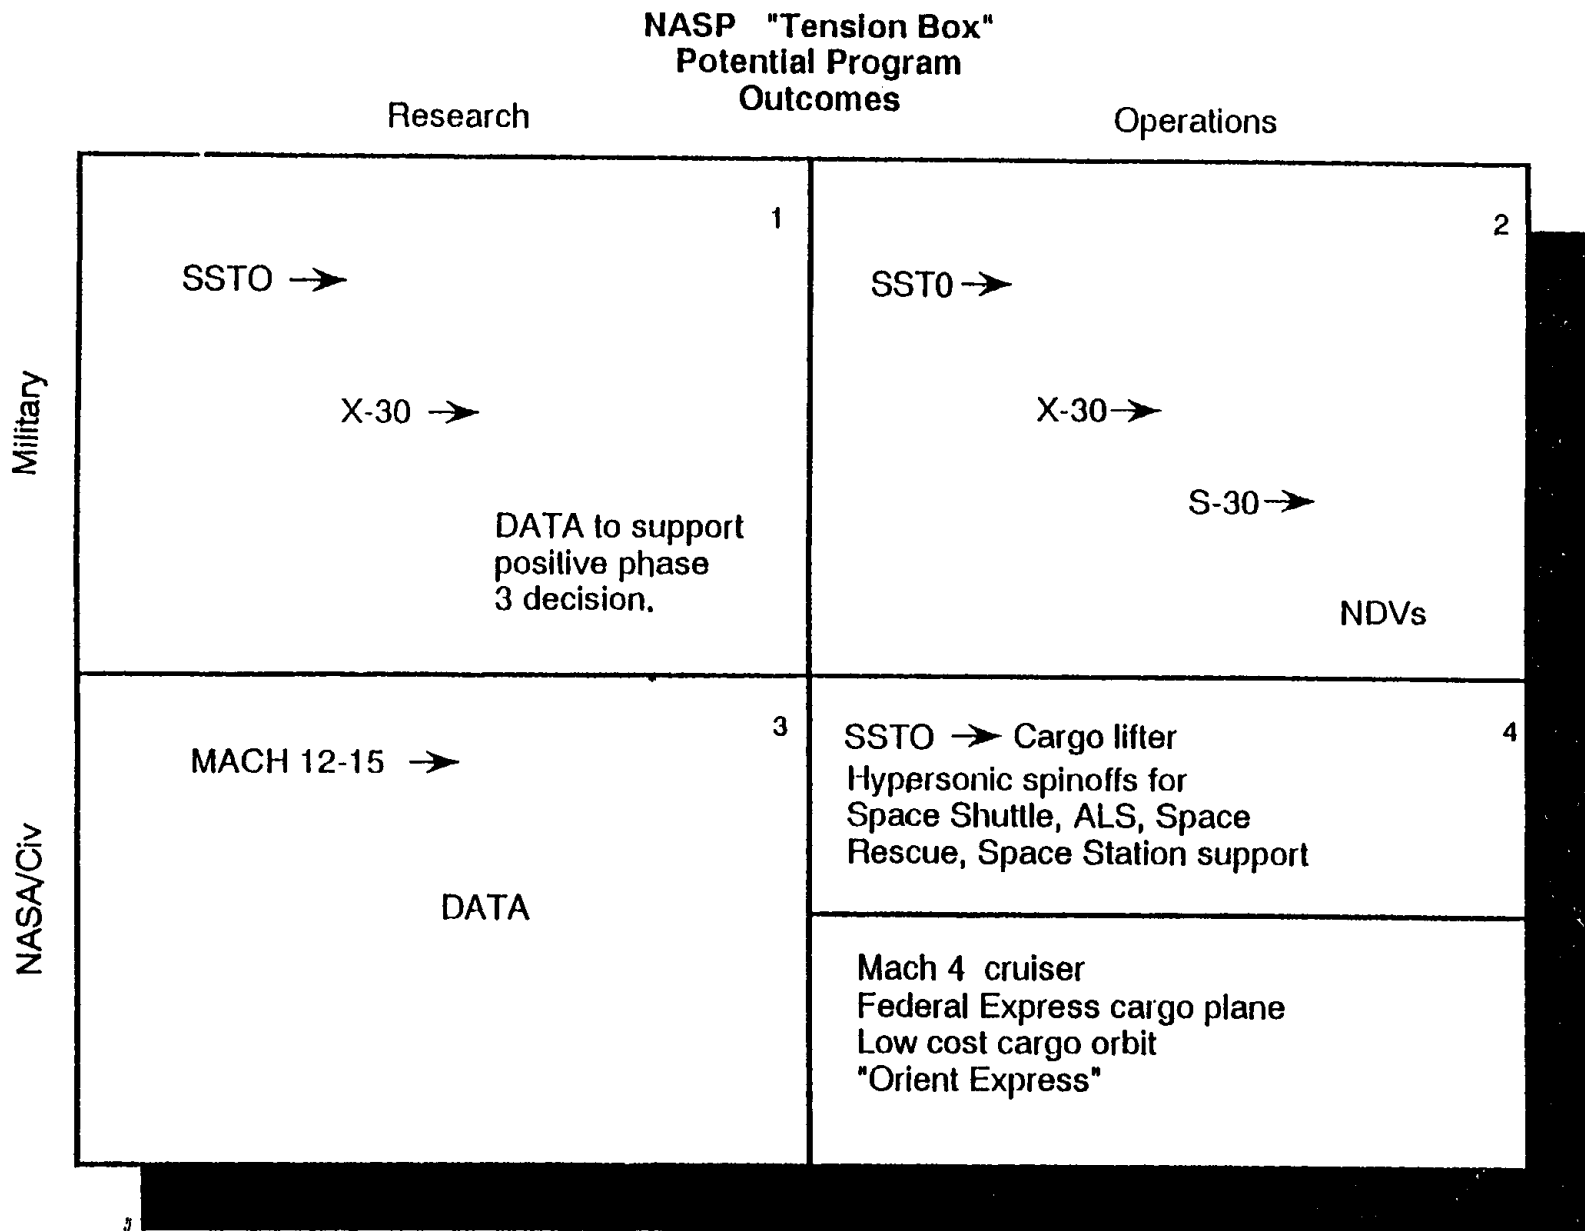 NASP "Tension Box"
Potential Program
Outcomes
Research
Operations
Military
NASA/Civ
1
SSTO
X-30
DATA to support
positive phase
3 decision.
2
SST0
X-30
S-30
NDVs
3
MACH 12-15
DATA
4
SSTO → Cargo lifter
Hypersonic spinoffs for
Space Shuttle, ALS, Space
Rescue, Space Station support
Mach 4 cruiser
Federal Express cargo plane
Low cost cargo orbit
"Orient Express"